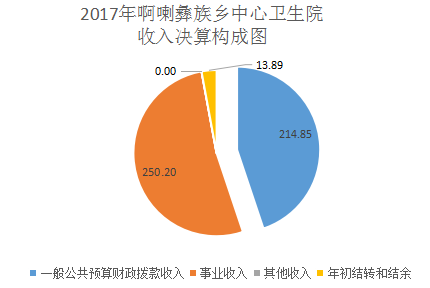 2017年啊喇彝族乡中心卫生院
收入决算构成图
0.00
13.89
214.85
250.20
一般公共预算财政拨款收入 事业收入 其他收入 年初结转和结余